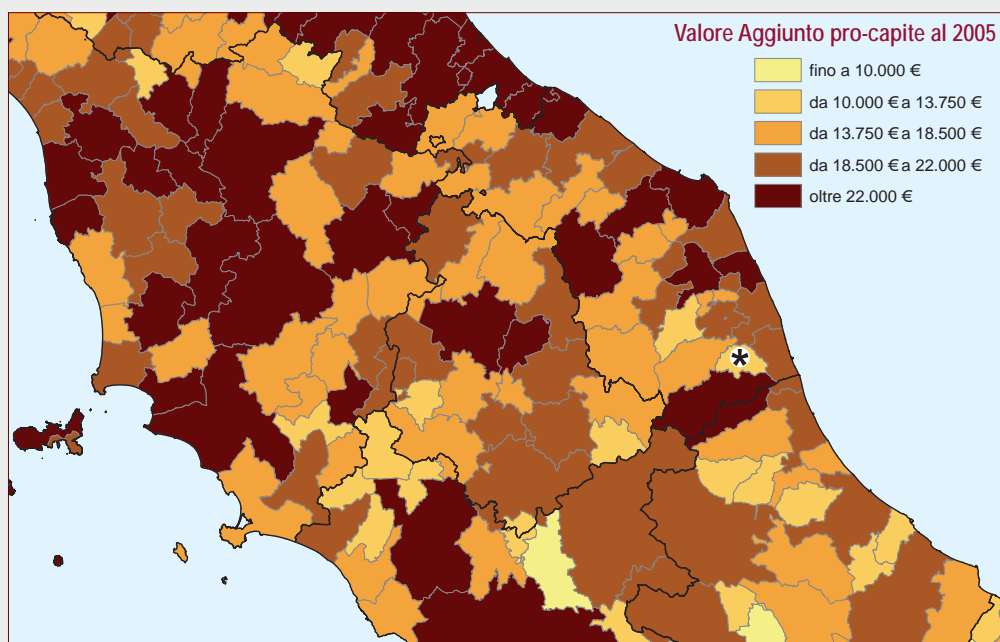 Valore Aggiunto pro-capite al 2005
fino a 10.000 €
da 10.000 € a 13.750 €
da 13.750 € a 18.500 €
da 18.500 € a 22.000 €
oltre 22.000 €
*